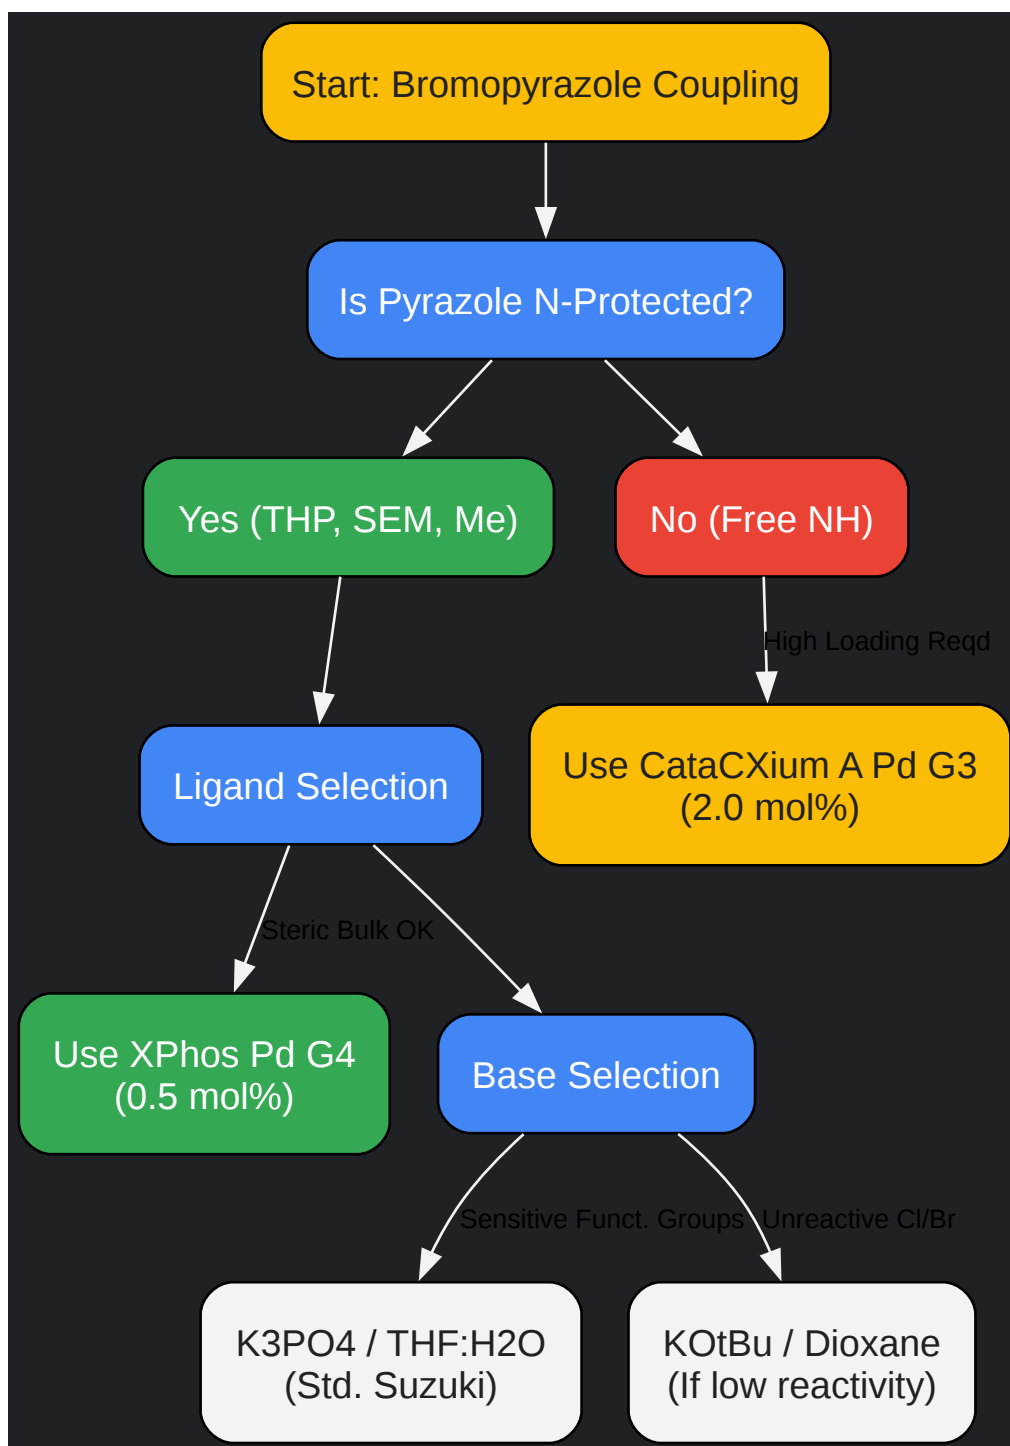 Start: Bromopyrazole Coupling
Is Pyrazole N-Protected?
Yes (THP, SEM, Me)
No (Free NH)
High Loading Reqd
Ligand Selection
Use CataCXium A Pd G3
(2.0 mol%)
Steric Bulk OK
Use XPhos Pd G4
(0.5 mol%)
Base Selection
Sensitive Funct. Groups
Unreactive Cl/Br
K3PO4 / THF:H2O
(Std. Suzuki)
KOtBu / Dioxane
(If low reactivity)